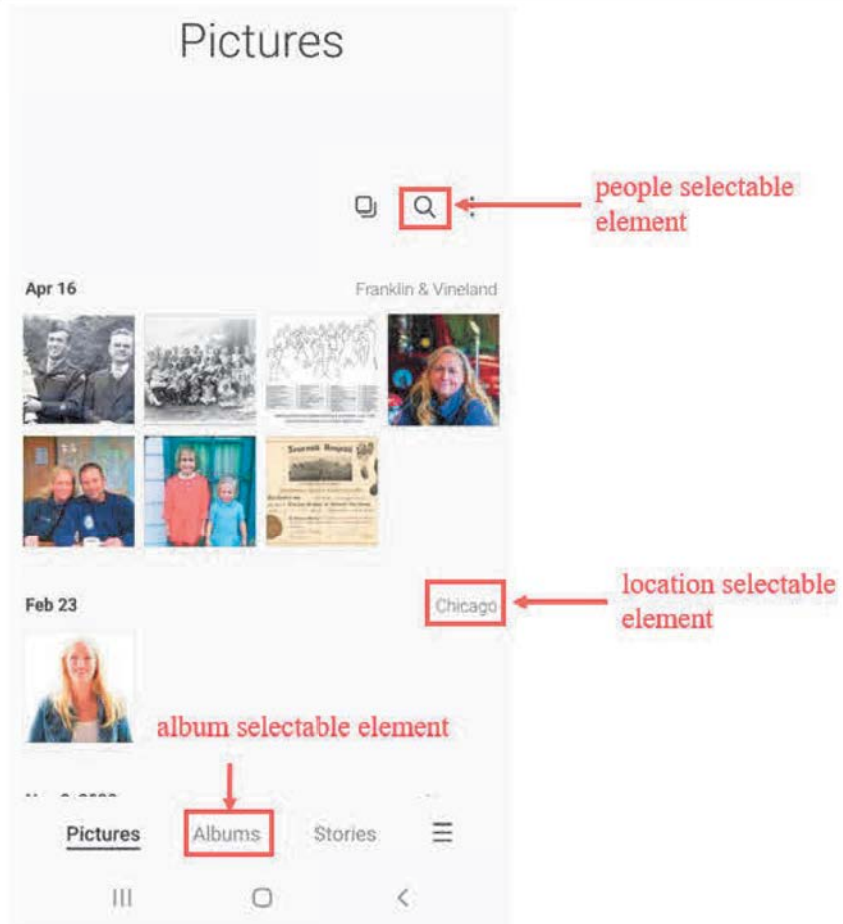 Pictures
people selectable
element
Apr 16
Franklin & Vineland
Feb 23
Chicago
location selectable
element
album selectable element
Pictures
Albums
Stories